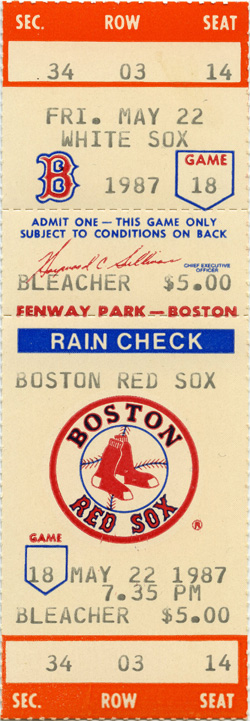 SEC. ROW SEAT
34 03 14
FRI. MAY 22
WHITE SOX
GAME
B 1987 18
ADMIT ONE — THIS GAME ONLY
SUBJECT TO CONDITIONS ON BACK
CHIEF EXECUTIVE
OFFICER
BLEACHER $5.00
FENWAY PARK — BOSTON
RAIN CHECK
BOSTON RED SOX
BOSTON
RED SOX
®
GAME
18 MAY 22 1987
7.35 PM
BLEACHER $5.00
34 03 14
SEC. ROW SEAT